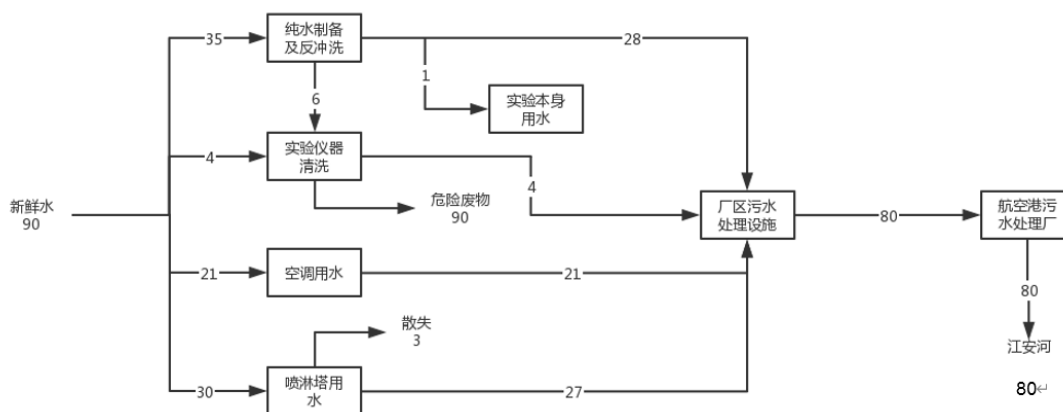 35
纯水制备
及反冲洗
28
1
6
实验本身
用水
4
实验仪器
清洗
4
新鲜水
90
危险废物
90
厂区污水
处理设施
80
航空港污
水处理厂
21
空调用水
21
80
散失
3
江安河
30
喷淋塔用
水
27
80↵